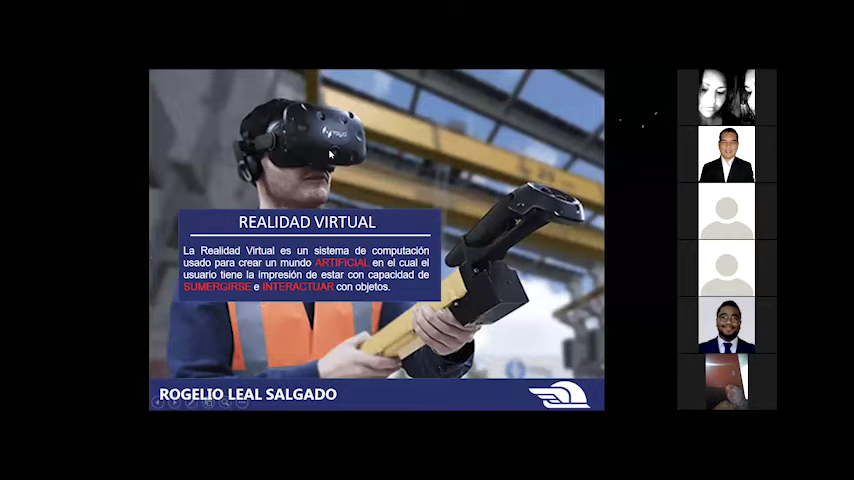 REALIDAD VIRTUAL
La Realidad Virtual es un sistema de computación
usado para crear un mundo ARTIFICIAL en el cual el
usuario tiene la impresión de estar con capacidad de
SUMERGIRSE e INTERACTUAR con objetos.
ROGELIO LEAL SALGADO